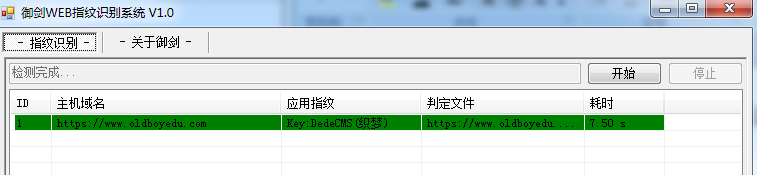 御剑WEB指纹识别系统 V1.0
- 指纹识别 - - 关于御剑 -
检测完成... 开始 停止
ID 主机域名 应用指纹 判定文件 耗时
1 https://www.oldboyedu.com Key:DedeCMS(织梦) https://www.oldboyedu.... 7.50 s